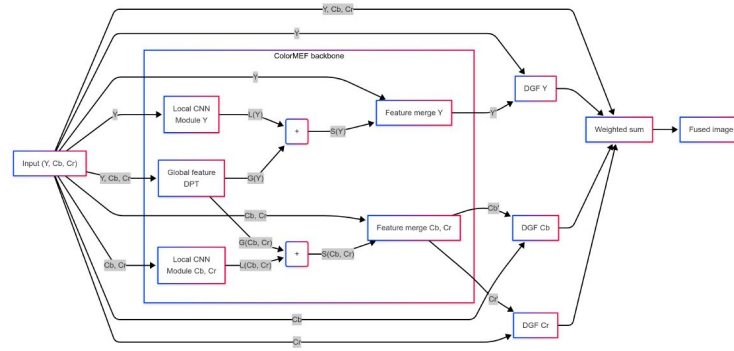 Y, Cb, Cr
Y
ColorMEF backbone
Y
DGF Y
Local CNN
Module Y
Y
L(Y)
+
S(Y)
Feature merge Y
Y'
Weighted sum
Fused image
Input (Y, Cb, Cr)
Y, Cb, Cr
Global feature
DPT
G(Y)
Cb, Cr
Feature merge Cb, Cr
Cb'
DGF Cb
G(Cb, Cr)
+
S(Cb, Cr)
Cb, Cr
Local CNN
Module Cb, Cr
L(Cb, Cr)
Cr'
Cb
DGF Cr
Cr